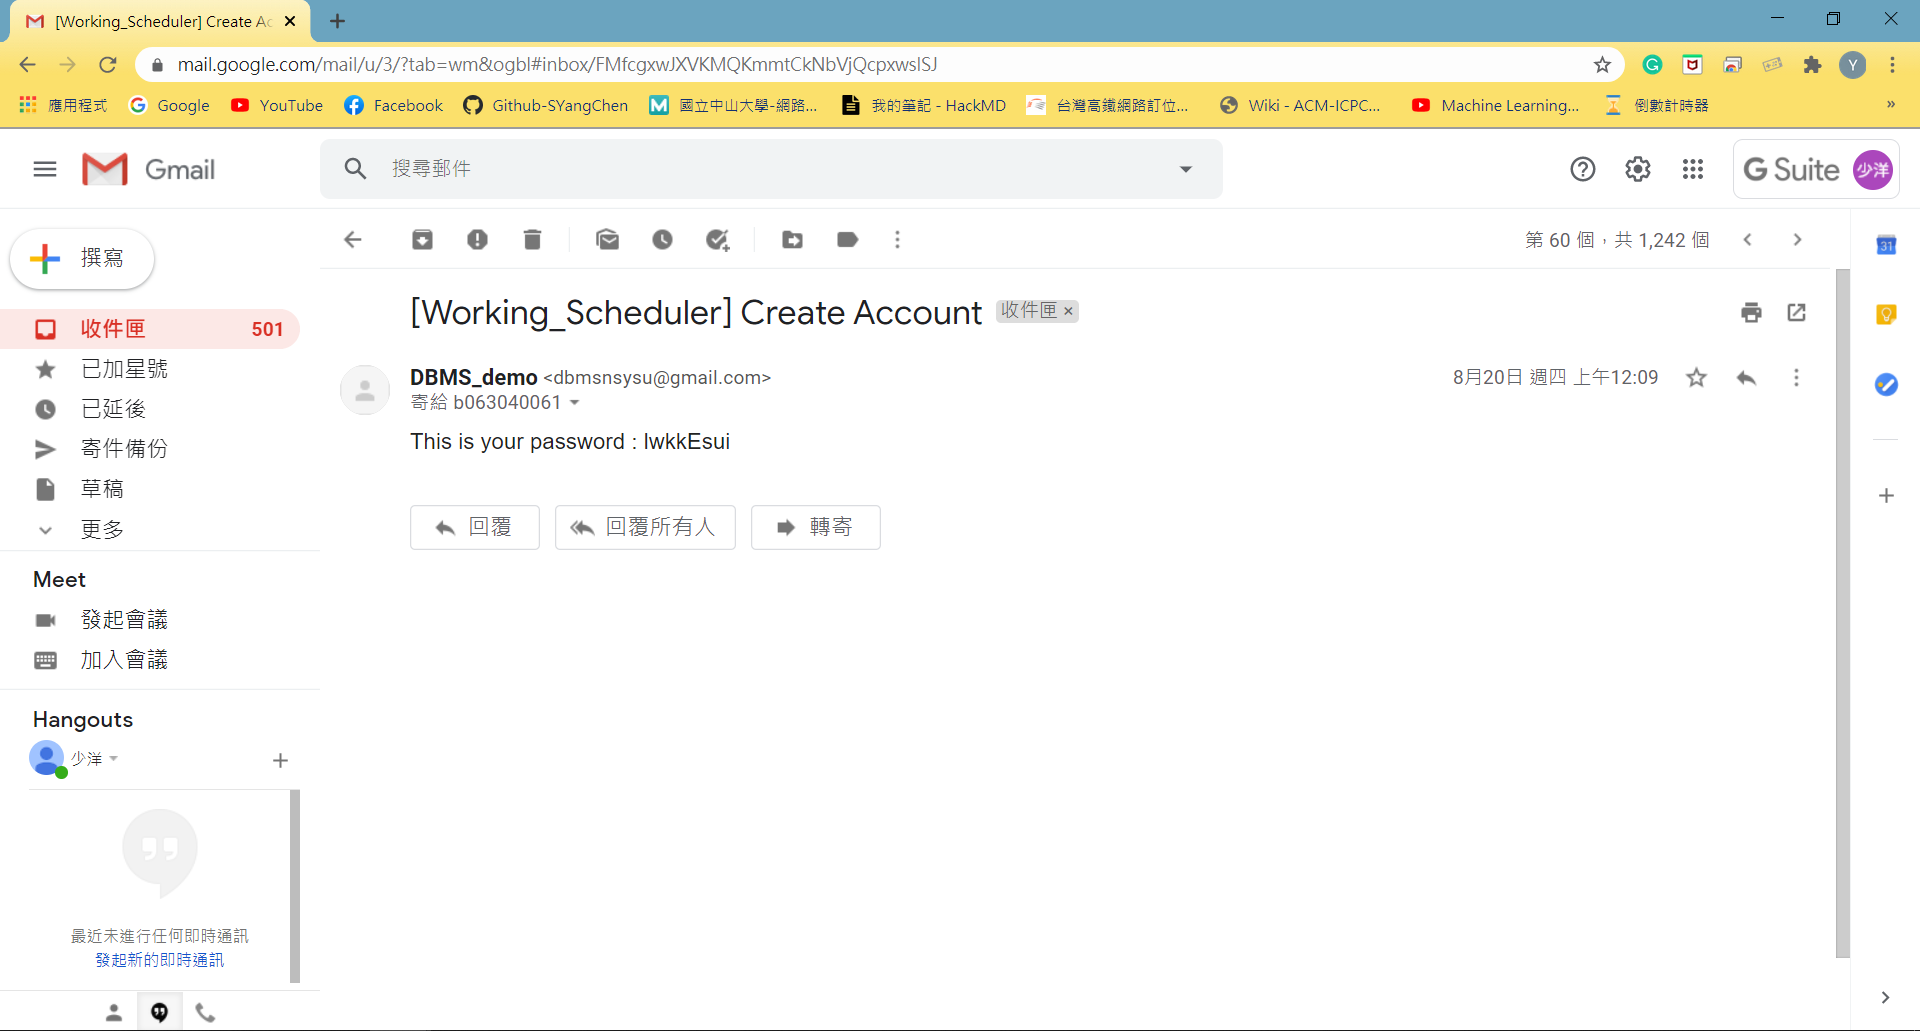 [Working_Scheduler] Create Ac
mail.google.com/mail/u/3/?tab=wm&ogbl#inbox/FMfcgxwJXVKMQKmmtCkNbVjQcpxwslSJ
Y
應用程式 Google YouTube Facebook Github-SYangChen 國立中山大學-網路... 我的筆記 - HackMD 台灣高鐵網路訂位... Wiki - ACM-ICPC... Machine Learning... 倒數計時器 »
Gmail
搜尋郵件
G Suite 少洋
撰寫
第 60 個，共 1,242 個
31
收件匣 501
已加星號
已延後
寄件備份
草稿
更多
[Working_Scheduler] Create Account 收件匣 ×
DBMS_demo <dbmsnsysu@gmail.com> 8月20日 週四 上午12:09
寄給 b063040061
This is your password : lwkkEsui
回覆 回覆所有人 轉寄
Meet
發起會議
加入會議
Hangouts
少洋
最近未進行任何即時通訊
發起新的即時通訊